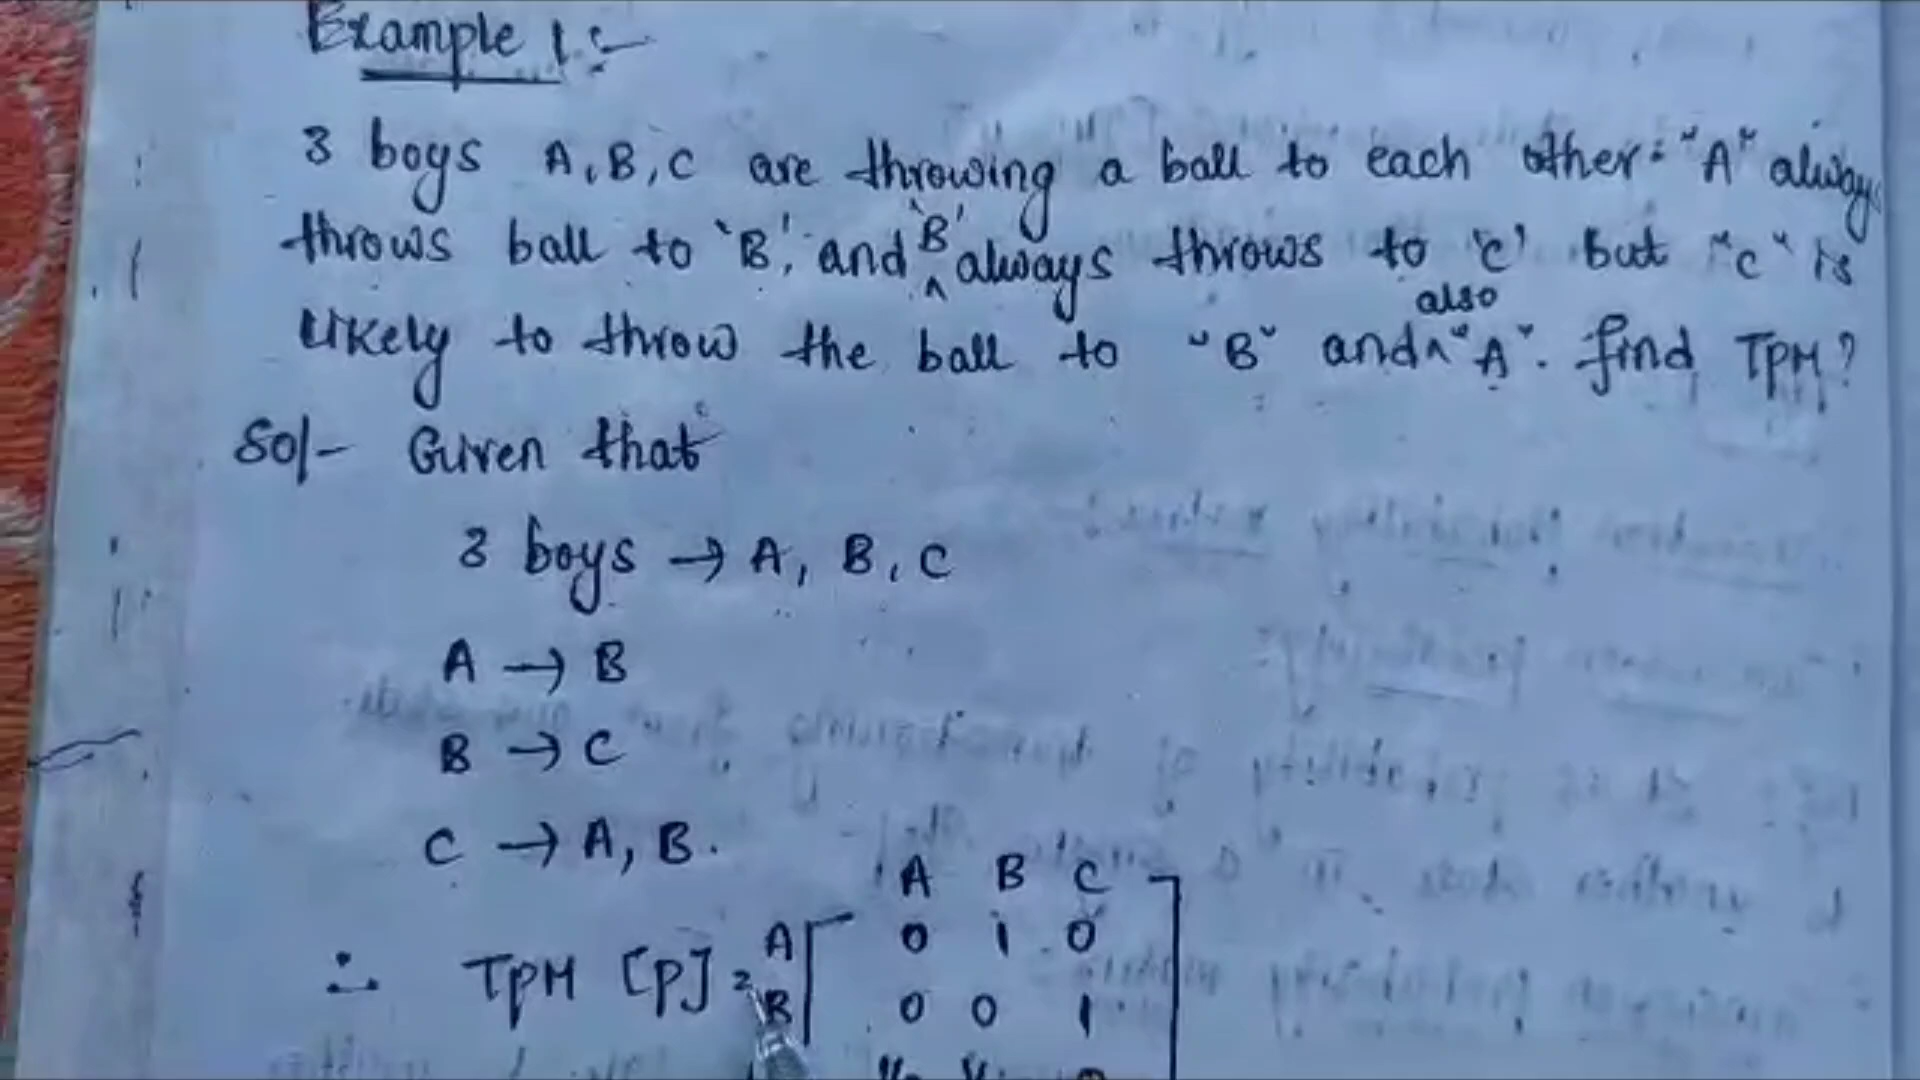 Example 1:-
3 boys A, B, C are throwing a ball to each other: "A" always
throws ball to 'B', and 'B' always throws to 'C' but "C" is
likely to throw the ball to "B" and also "A". find TPM?
Sol- Given that
3 boys → A, B, C
A → B
B → C
C → A, B.
A B C
∴ TPM [P] = A 0 1 0
B 0 0 1